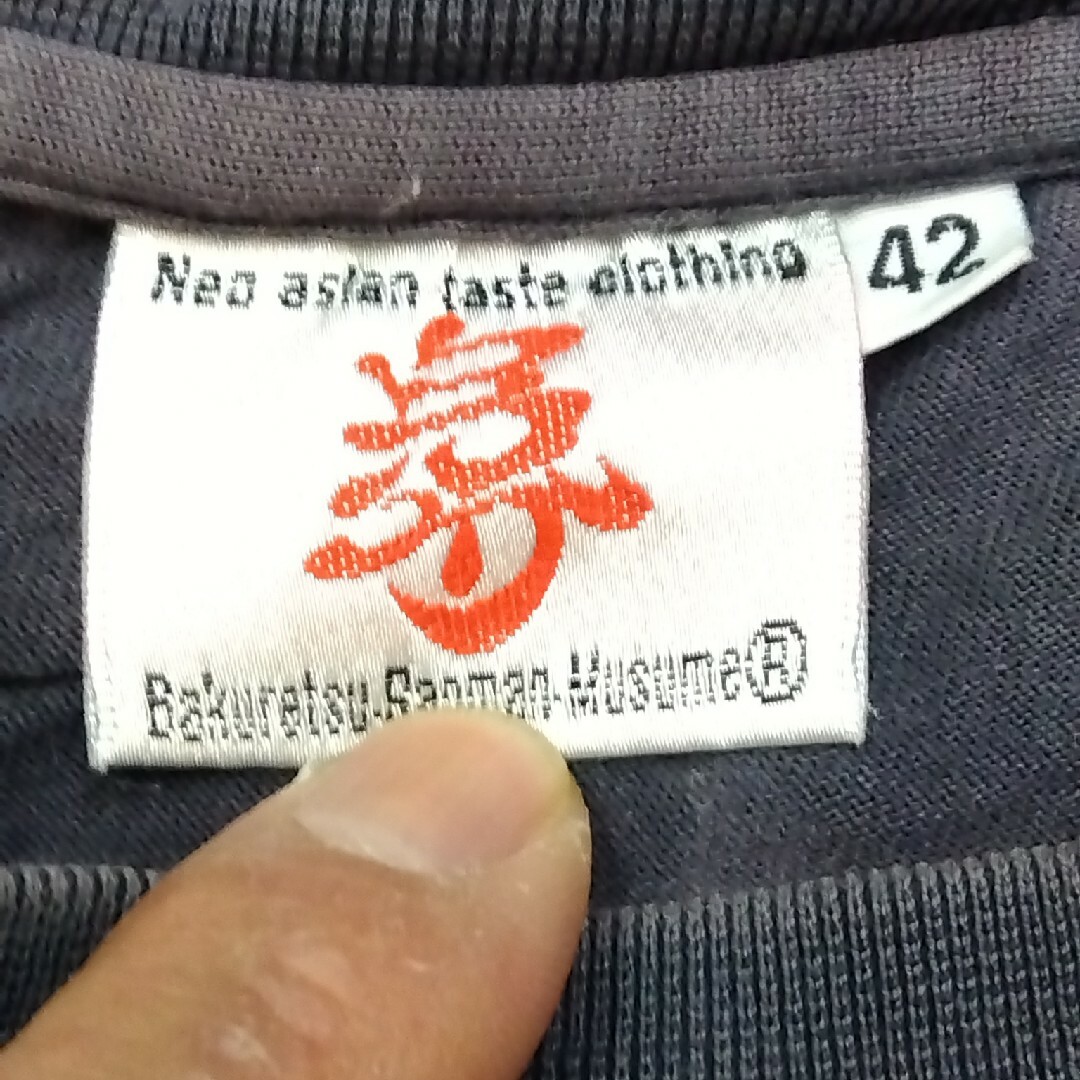 Neo asian taste clothing
42
Bakuretsu Ranman Musume®